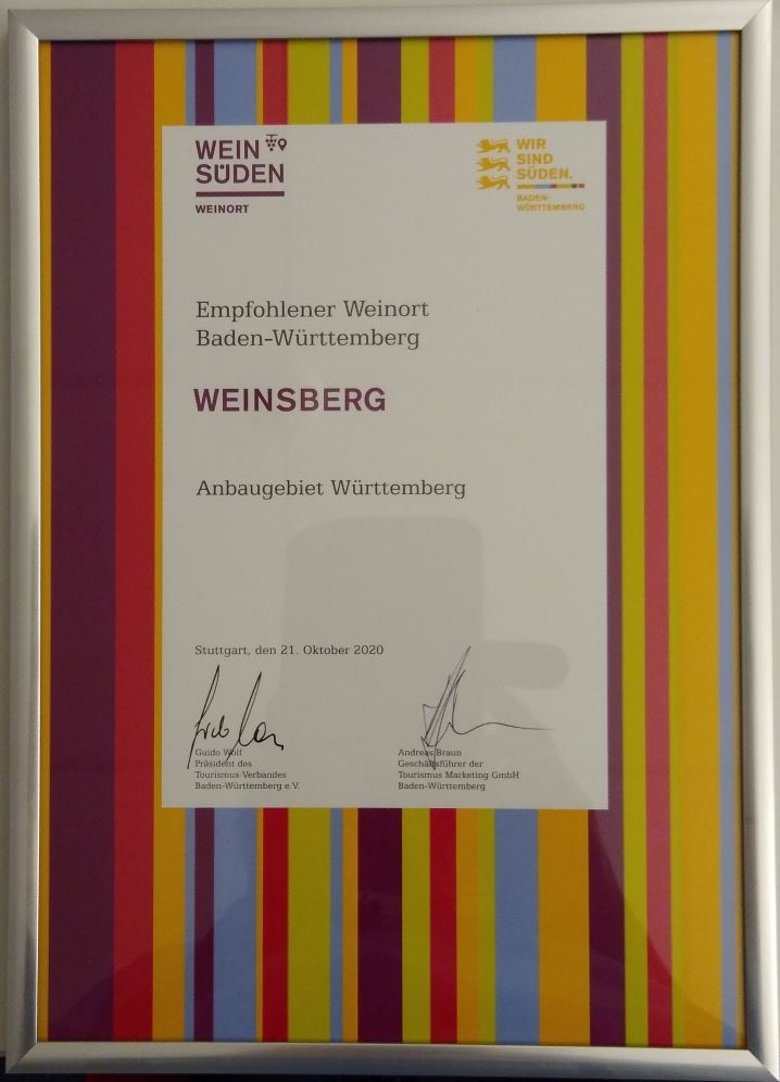 WEIN
SÜDEN
WEINORT
WIR
SIND
SÜDEN.
BADEN-
WÜRTTEMBERG
Empfohlener Weinort
Baden-Württemberg
WEINSBERG
Anbaugebiet Württemberg
Stuttgart, den 21. Oktober 2020
Guido Wolf
Präsident des
Tourismus-Verbandes
Baden-Württemberg e.V.
Andreas Braun
Geschäftsführer der
Tourismus Marketing GmbH
Baden-Württemberg